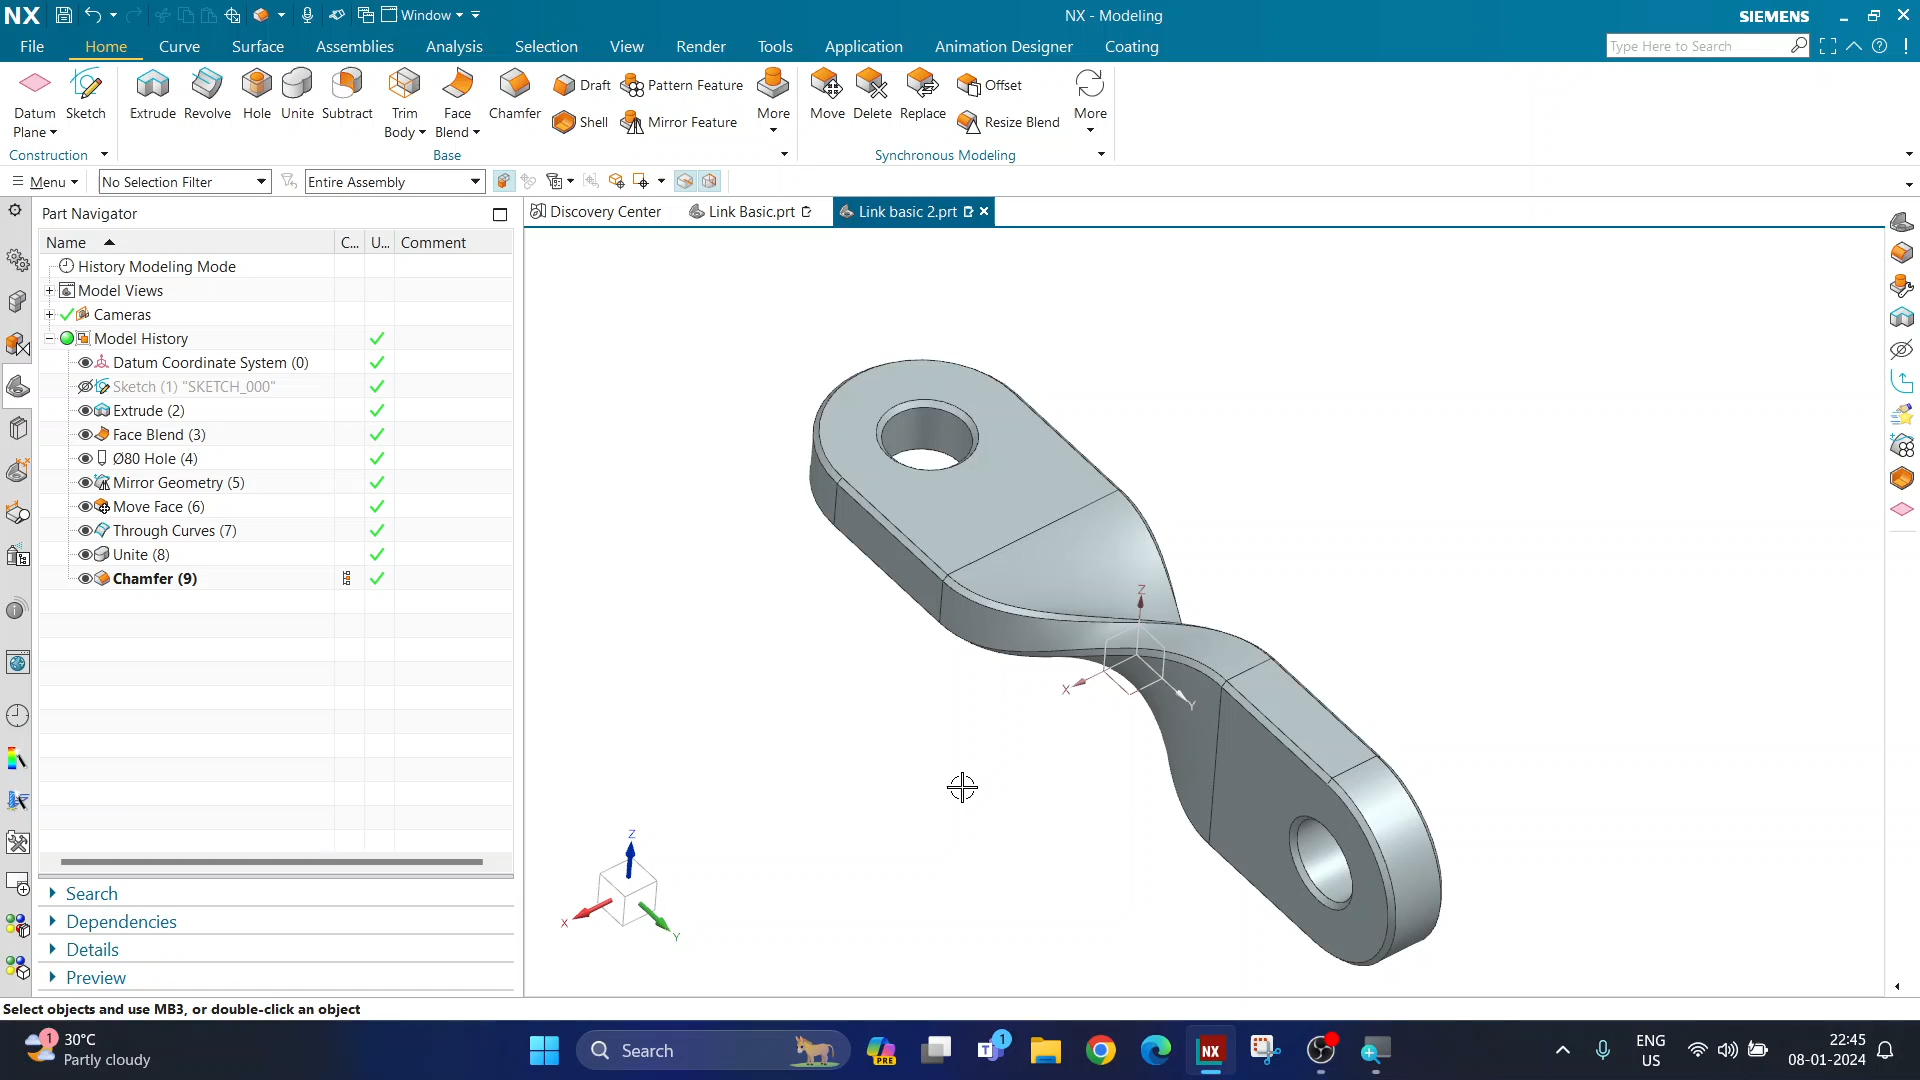 NX Window NX - Modeling SIEMENS
File Home Curve Surface Assemblies Analysis Selection View Render Tools Application Animation Designer Coating Type Here to Search
Datum Plane Sketch Extrude Revolve Hole Unite Subtract Trim Body Face Blend Chamfer Draft Shell Pattern Feature Mirror Feature More Move Delete Replace Offset Resize Blend More
Construction Base Synchronous Modeling
Menu No Selection Filter Entire Assembly
Part Navigator
Discovery Center Link Basic.prt Link basic 2.prt
Name C... U... Comment
History Modeling Mode
Model Views
Cameras
Model History
Datum Coordinate System (0)
Sketch (1) "SKETCH_000"
Extrude (2)
Face Blend (3)
Ø80 Hole (4)
Mirror Geometry (5)
Move Face (6)
Through Curves (7)
Unite (8)
Chamfer (9)
Z
X
Y
Z
X
Y
Search
Dependencies
Details
Preview
Select objects and use MB3, or double-click an object
1
30°C
Partly cloudy
Search
PRE
1
NX
ENG
US
22:45
08-01-2024